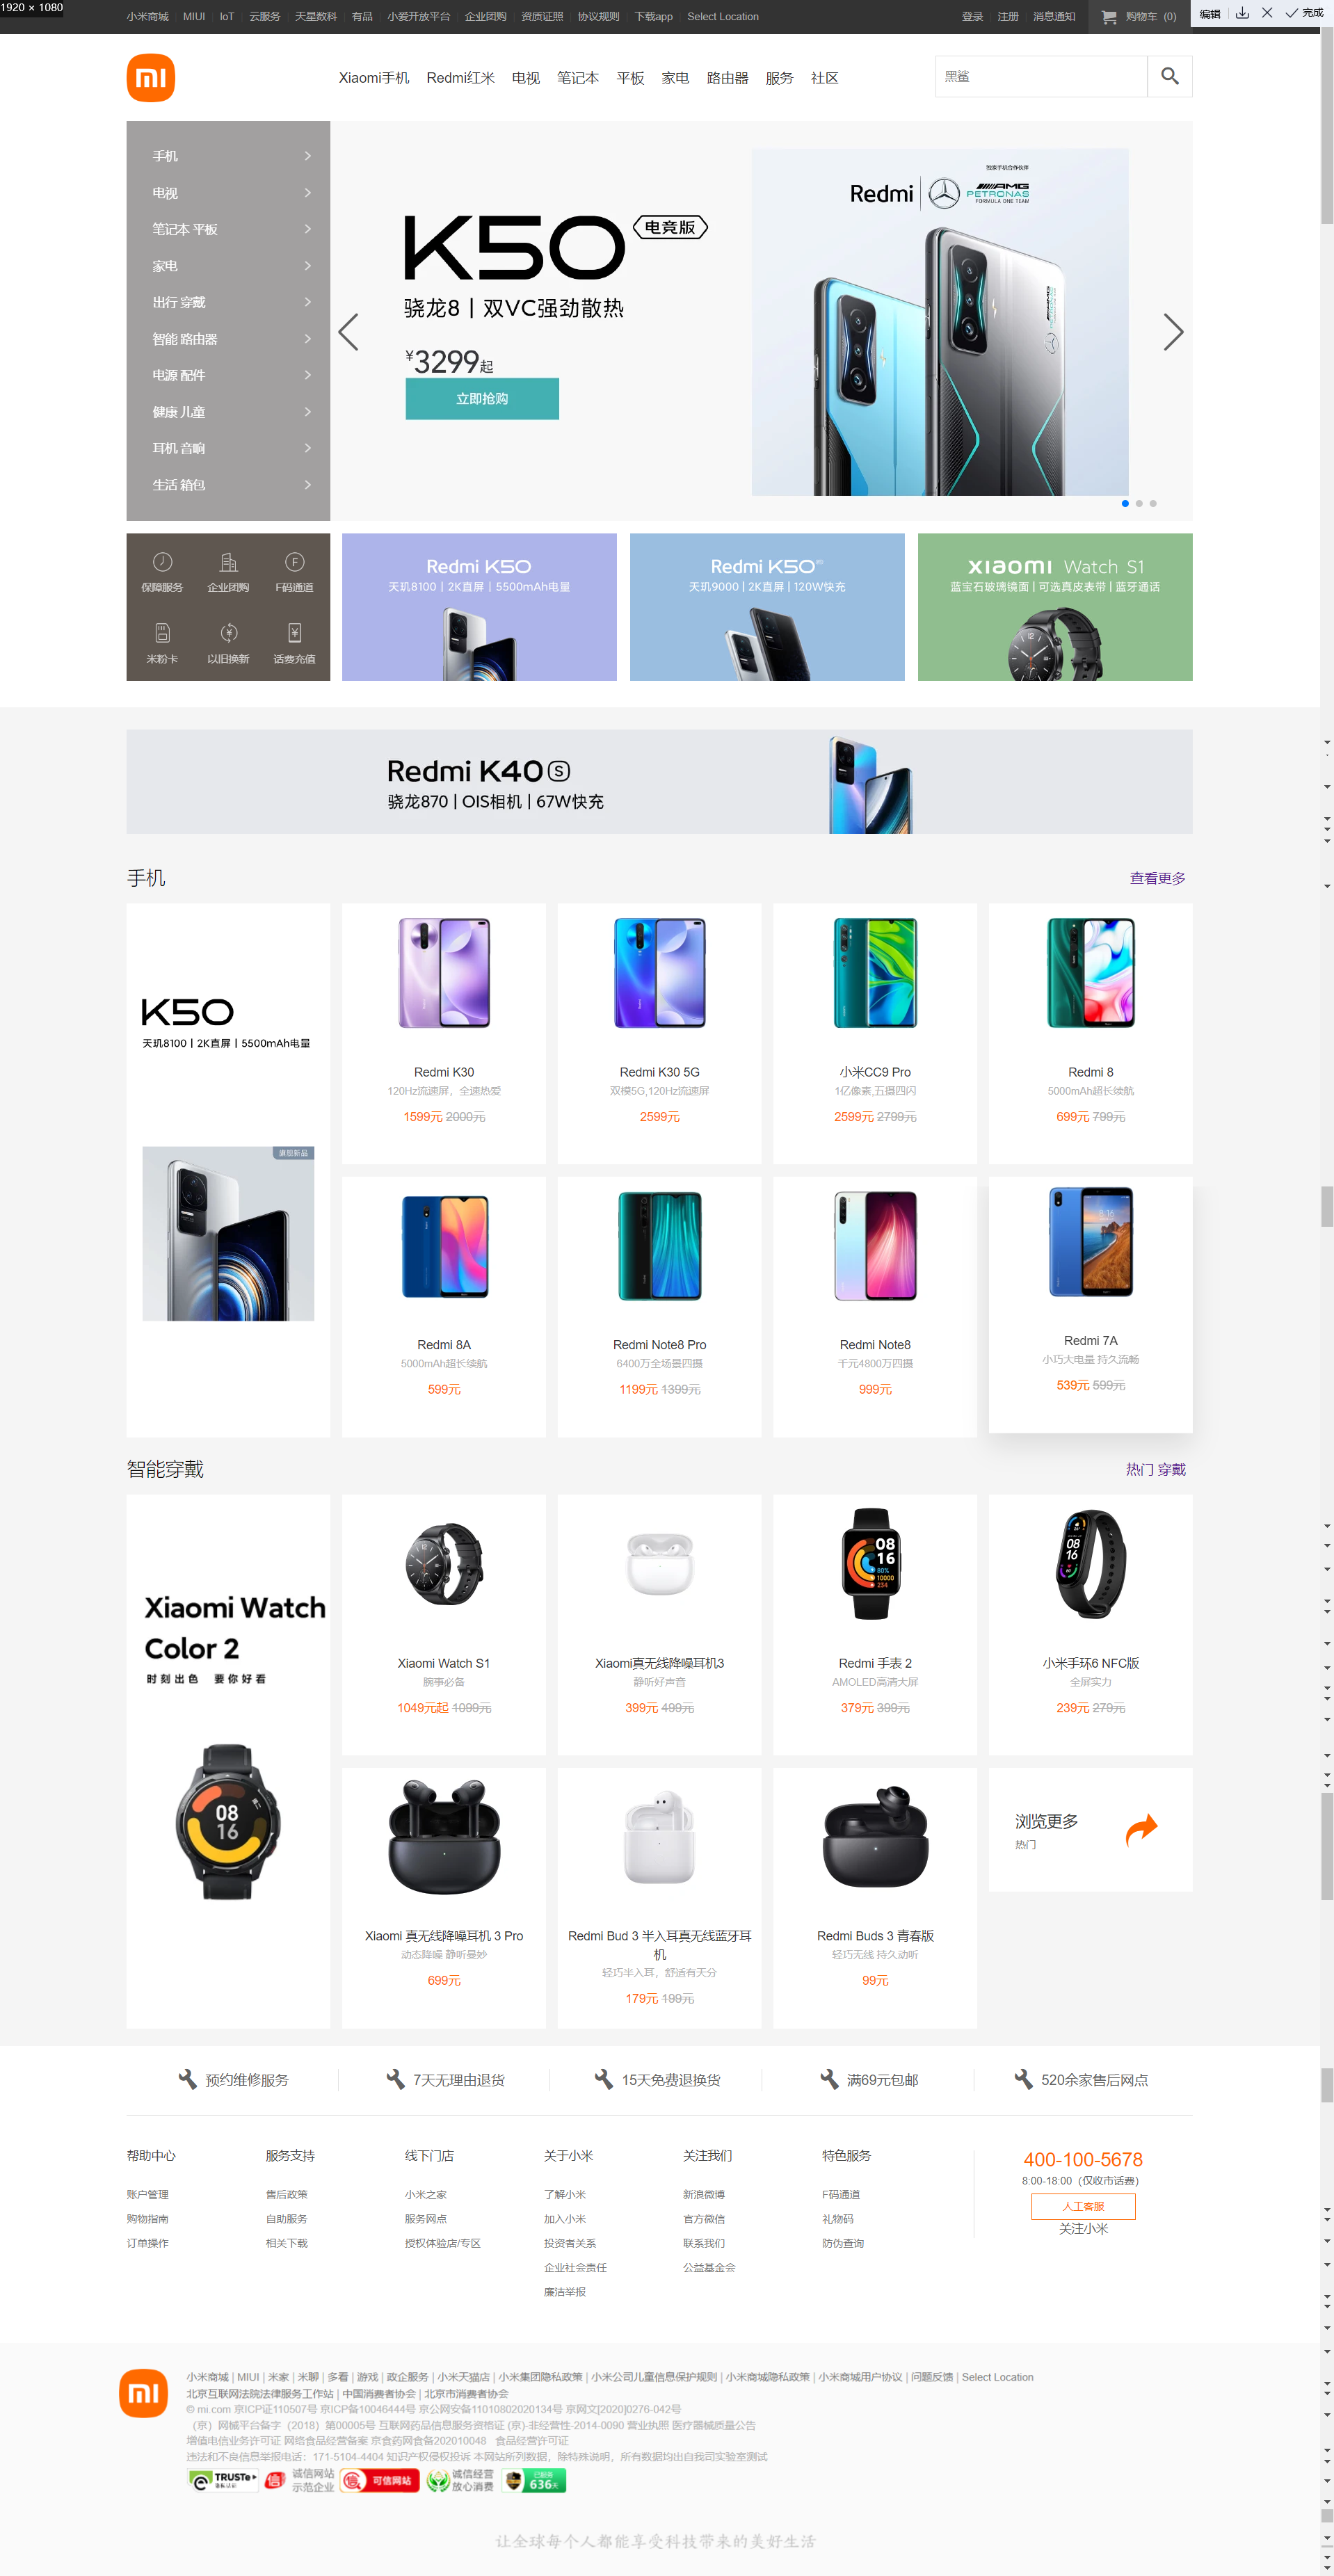 1920 × 1080
小米商城 MIUI IoT 云服务 天星数科 有品 小爱开放平台 企业团购 资质证照 协议规则 下载app Select Location 登录 注册 消息通知 购物车 (0) 编辑 完成
mi Xiaomi手机 Redmi红米 电视 笔记本 平板 家电 路由器 服务 社区 黑鲨
手机
电视
笔记本 平板
家电
出行 穿戴
智能 路由器
电源 配件
健康 儿童
耳机 音响
生活 箱包
K50 电竞版
骁龙8 | 双VC强劲散热
¥3299起
立即抢购
独家手机合作伙伴
Redmi AMG
PETRONAS
FORMULA ONE TEAM
保障服务 企业团购 F码通道
米粉卡 以旧换新 话费充值
Redmi K50
天玑8100 | 2K直屏 | 5500mAh电量
Redmi K50
天玑9000 | 2K直屏 | 120W快充
xiaomi Watch S1
蓝宝石玻璃镜面 | 可选真皮表带 | 蓝牙通话
Redmi K40 S
骁龙870 | OIS相机 | 67W快充
手机 查看更多
K50
天玑8100 | 2K直屏 | 5500mAh电量
旗舰新品
Redmi K30
120Hz流速屏，全速热爱
1599元 2000元
Redmi K30 5G
双模5G,120Hz流速屏
2599元
小米CC9 Pro
1亿像素,五摄四闪
2599元 2799元
Redmi 8
5000mAh超长续航
699元 799元
Redmi 8A
5000mAh超长续航
599元
Redmi Note8 Pro
6400万全场景四摄
1199元 1399元
Redmi Note8
千元4800万四摄
999元
Redmi 7A
小巧大电量 持久流畅
539元 599元
智能穿戴 热门 穿戴
Xiaomi Watch
Color 2
时刻出色 要你好看
08
16
Xiaomi Watch S1
腕事必备
1049元起 1099元
Xiaomi真无线降噪耳机3
静听好声音
399元 499元
08
16
80%
10000
234
Redmi 手表 2
AMOLED高清大屏
379元 399元
08
16
小米手环6 NFC版
全屏实力
239元 279元
Xiaomi 真无线降噪耳机 3 Pro
动态降噪 静听曼妙
699元
Redmi Bud 3 半入耳真无线蓝牙耳
机
轻巧半入耳，舒适有天分
179元 199元
Redmi Buds 3 青春版
轻巧无线 持久动听
99元
浏览更多
热门
预约维修服务 7天无理由退货 15天免费退换货 满69元包邮 520余家售后网点
帮助中心 服务支持 线下门店 关于小米 关注我们 特色服务
账户管理 售后政策 小米之家 了解小米 新浪微博 F码通道
购物指南 自助服务 服务网点 加入小米 官方微信 礼物码
订单操作 相关下载 授权体验店/专区 投资者关系 联系我们 防伪查询
企业社会责任 公益基金会
廉洁举报
400-100-5678
8:00-18:00（仅收市话费）
人工客服
关注小米
mi
小米商城 | MIUI | 米家 | 米聊 | 多看 | 游戏 | 政企服务 | 小米天猫店 | 小米集团隐私政策 | 小米公司儿童信息保护规则 | 小米商城隐私政策 | 小米商城用户协议 | 问题反馈 | Select Location
北京互联网法院法律服务工作站 | 中国消费者协会 | 北京市消费者协会
© mi.com 京ICP证110507号 京ICP备10046444号 京公网安备11010802020134号 京网文[2020]0276-042号
（京）网械平台备字（2018）第00005号 互联网药品信息服务资格证 (京)-非经营性-2014-0090 营业执照 医疗器械质量公告
增值电信业务许可证 网络食品经营备案 京食药网食备202010048 食品经营许可证
违法和不良信息举报电话：171-5104-4404 知识产权侵权投诉 本网站所列数据，除特殊说明，所有数据均出自我司实验室测试
TRUSTe 诚信网站 示范企业 可信网站 诚信经营 放心消费 已服务 636天
让全球每个人都能享受科技带来的美好生活